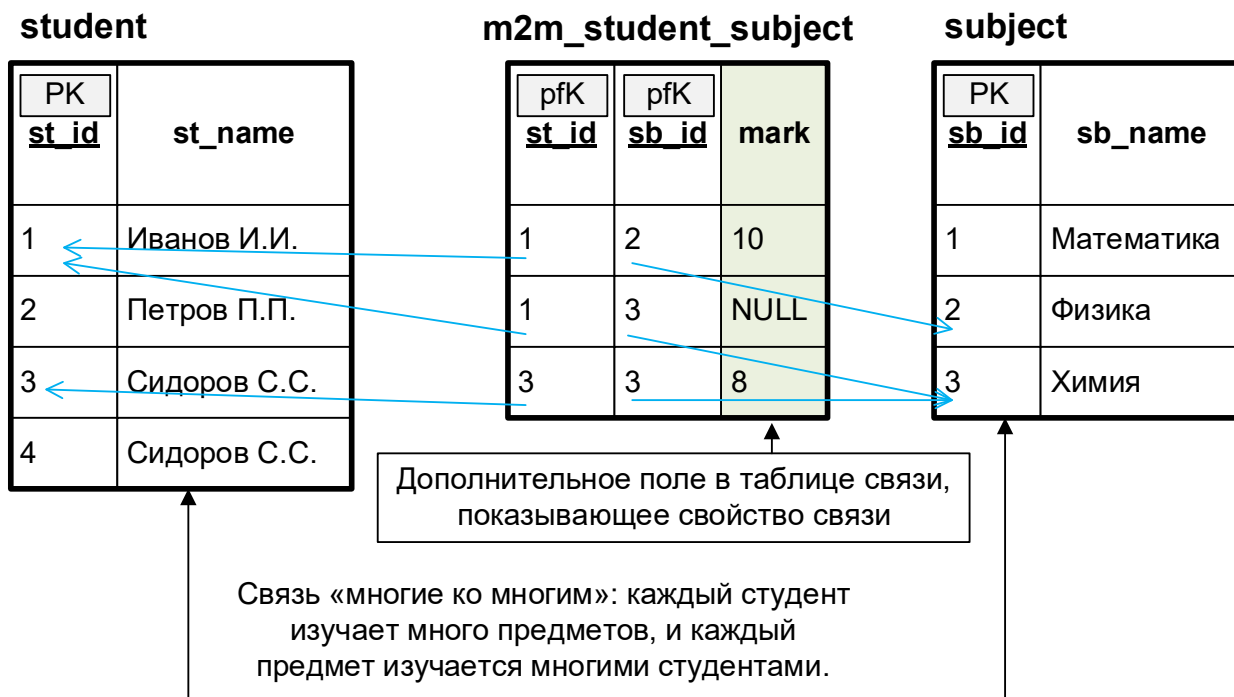 student m2m_student_subject subject
PK pfK pfK PK
st_id st_name st_id sb_id mark sb_id sb_name
1 Иванов И.И. 1 2 10 1 Математика
2 Петров П.П. 1 3 NULL 2 Физика
3 Сидоров С.С. 3 3 8 3 Химия
4 Сидоров С.С.
Дополнительное поле в таблице связи,
показывающее свойство связи
Связь «многие ко многим»: каждый студент
изучает много предметов, и каждый
предмет изучается многими студентами.